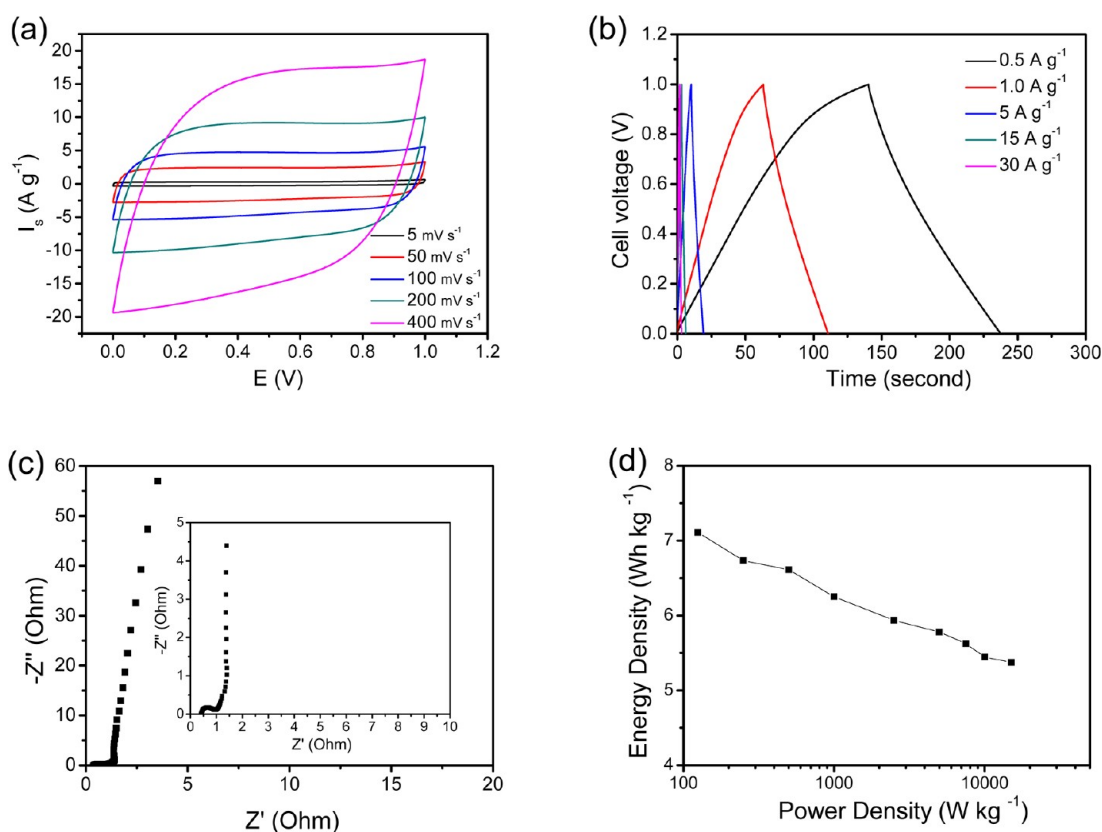 (a)
I_s (A g⁻¹)
20
15
10
5
0
-5
-10
-15
-20
5 mV s⁻¹
50 mV s⁻¹
100 mV s⁻¹
200 mV s⁻¹
400 mV s⁻¹
0.0 0.2 0.4 0.6 0.8 1.0 1.2
E (V)
(b)
Cell voltage (V)
1.2
1.0
0.8
0.6
0.4
0.2
0.0
0.5 A g⁻¹
1.0 A g⁻¹
5 A g⁻¹
15 A g⁻¹
30 A g⁻¹
0 50 100 150 200 250 300
Time (second)
(c)
-Z'' (Ohm)
60
50
40
30
20
10
0
-Z'' (Ohm)
5
4
3
2
1
0
0 1 2 3 4 5 6 7 8 9 10
Z' (Ohm)
0 5 10 15 20
Z' (Ohm)
(d)
Energy Density (Wh kg⁻¹)
8
7
6
5
4
100 1000 10000
Power Density (W kg⁻¹)